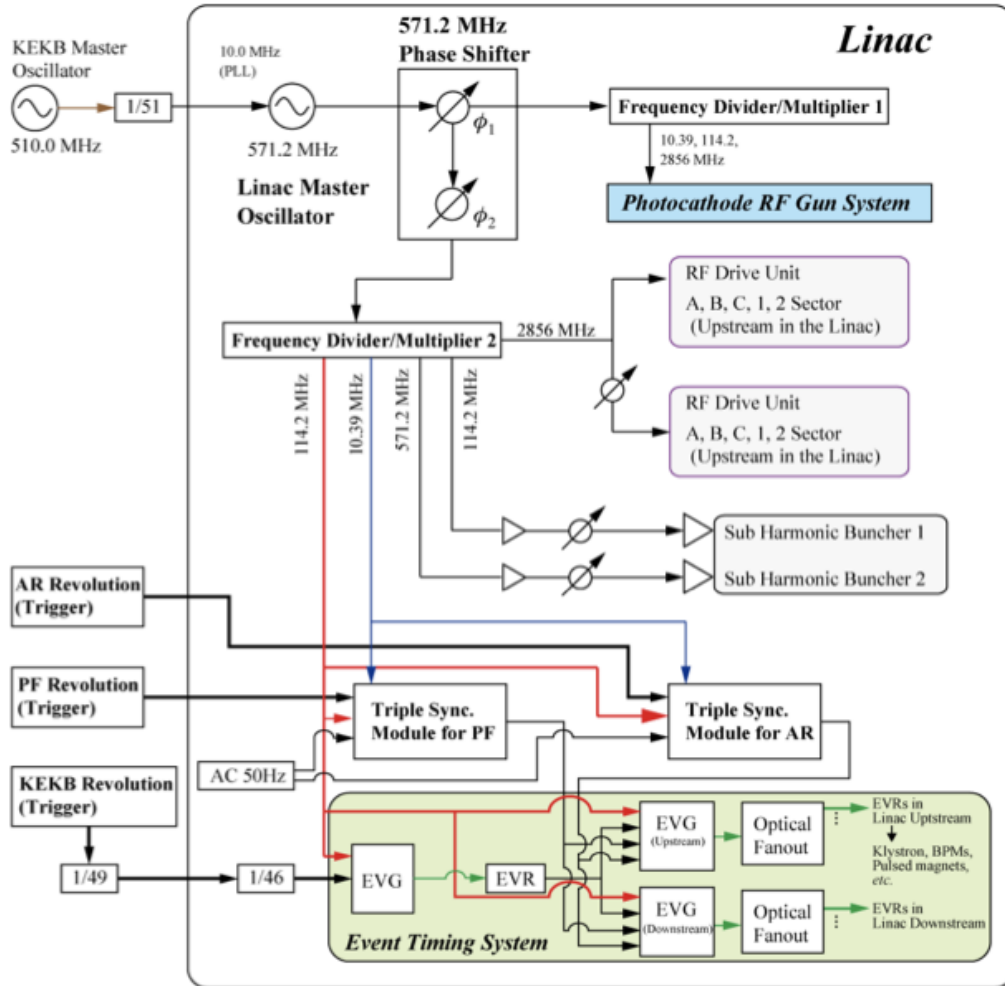 Linac
KEKB Master
Oscillator
510.0 MHz
1/51
10.0 MHz
(PLL)
571.2 MHz
Linac Master
Oscillator
571.2 MHz
Phase Shifter
ϕ1
ϕ2
Frequency Divider/Multiplier 1
10.39, 114.2,
2856 MHz
Photocathode RF Gun System
Frequency Divider/Multiplier 2
2856 MHz
RF Drive Unit
A, B, C, 1, 2 Sector
(Upstream in the Linac)
RF Drive Unit
A, B, C, 1, 2 Sector
(Upstream in the Linac)
114.2 MHz
10.39 MHz
571.2 MHz
114.2 MHz
Sub Harmonic Buncher 1
Sub Harmonic Buncher 2
AR Revolution
(Trigger)
PF Revolution
(Trigger)
Triple Sync.
Module for PF
Triple Sync.
Module for AR
AC 50Hz
KEKB Revolution
(Trigger)
1/49
1/46
EVG
EVR
EVG
(Upstream)
Optical
Fanout
EVRs in
Linac Uptstream
Klystron, BPMs,
Pulsed magnets,
etc.
EVG
(Downstream)
Optical
Fanout
EVRs in
Linac Downstream
Event Timing System